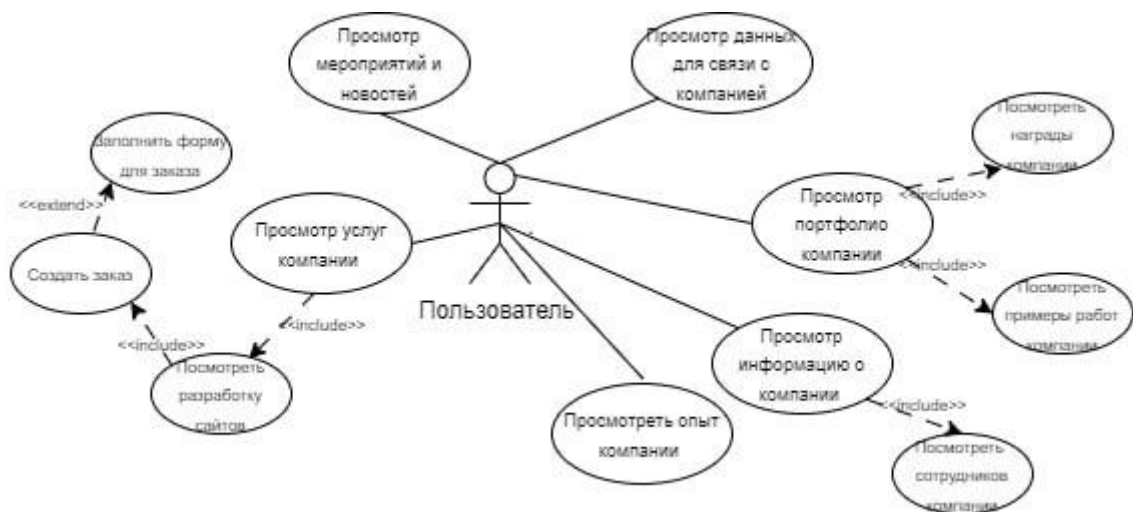 Просмотр
мероприятий и
новостей
Просмотр данных
для связи с
компанией
Заполнить форму
для заказа
<<extend>>
Создать заказ
<<include>>
Посмотреть
разработку
сайтов
<<include>>
Просмотр услуг
компании
Пользователь
Просмотреть опыт
компании
Просмотр
информацию о
компании
<<include>>
Посмотреть
сотрудников
компании
Просмотр
портфолио
компании
<<include>>
Посмотреть
награды
компании
<<include>>
Посмотреть
примеры работ
компании